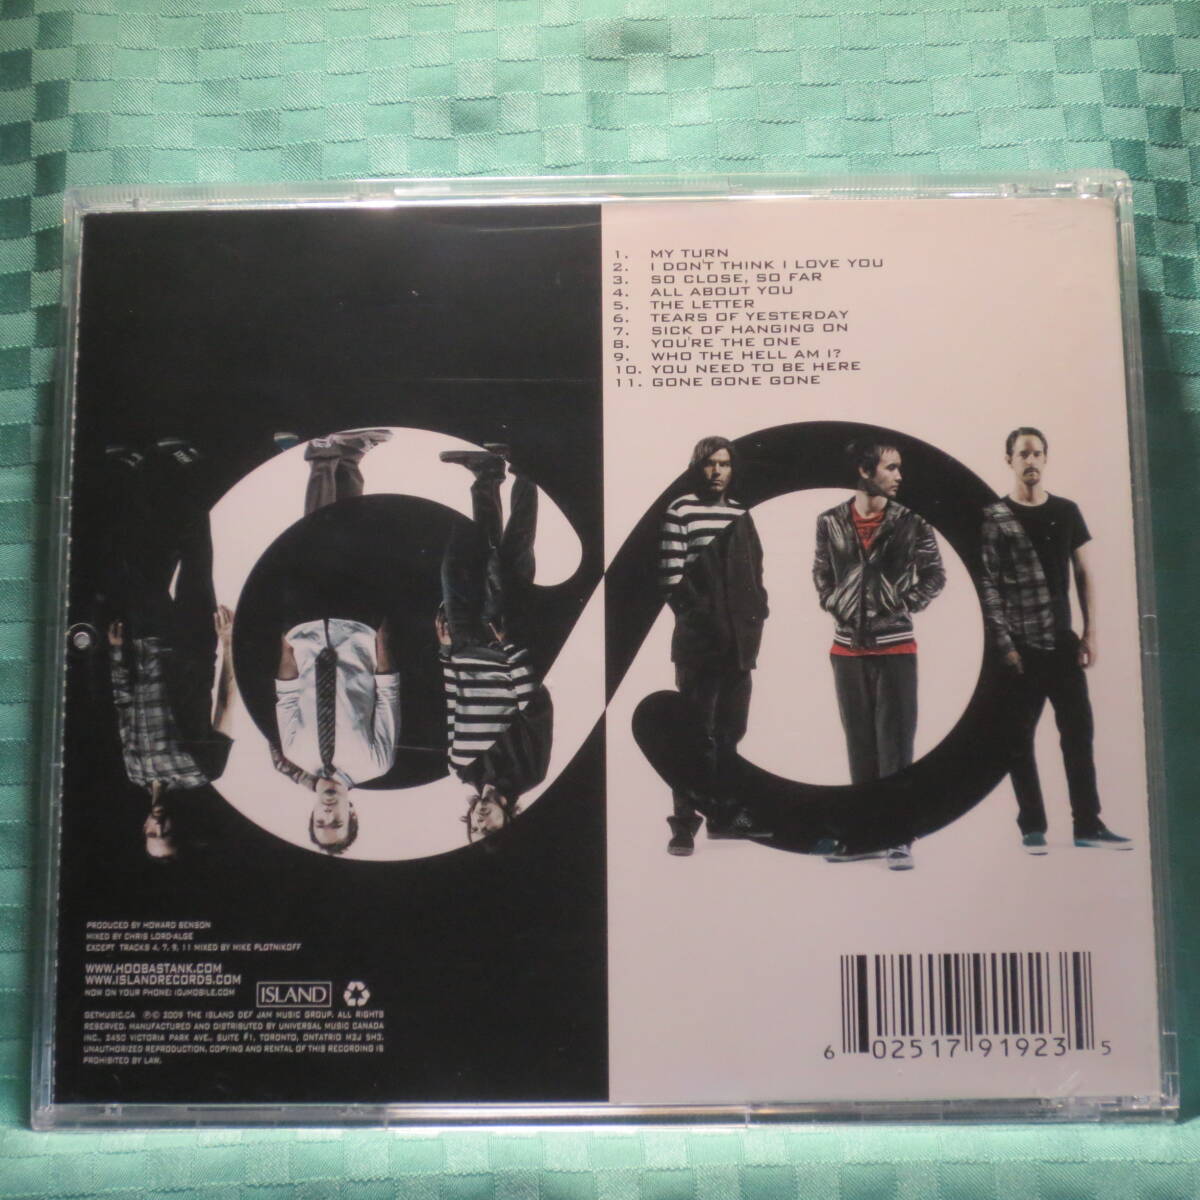 1. MY TURN
2. I DON'T THINK I LOVE YOU
3. SO CLOSE, SO FAR
4. ALL ABOUT YOU
5. THE LETTER
6. TEARS OF YESTERDAY
7. SICK OF HANGING ON
8. YOU'RE THE ONE
9. WHO THE HELL AM I?
10. YOU NEED TO BE HERE
11. GONE GONE GONE
PRODUCED BY HOWARD BENSON
MIXED BY CHRIS LORD-ALGE
EXCEPT TRACKS 4, 7, 9, 11 MIXED BY MIKE PLOTNIKOFF
WWW.HOOBASTANK.COM
WWW.ISLANDRECORDS.COM
NOW ON YOUR PHONE: IDJMOBILE.COM
ISLAND
GETMUSIC.CA ℗© 2009 THE ISLAND DEF JAM MUSIC GROUP. ALL RIGHTS
RESERVED. MANUFACTURED AND DISTRIBUTED BY UNIVERSAL MUSIC CANADA
INC., 2450 VICTORIA PARK AVE., SUITE #1, TORONTO, ONTATRIO M2J 5H3.
UNAUTHORIZED REPRODUCTION, COPYING AND RENTAL OF THIS RECORDING IS
PROHIBITED BY LAW.
6 02517 91923 5